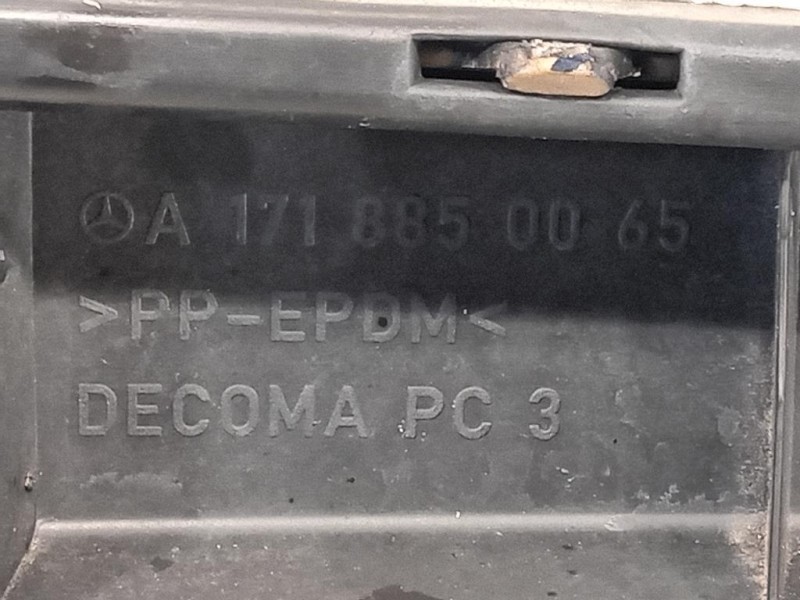 A 171 885 00 65
>PP-EPDM<
DECOMA PC 3